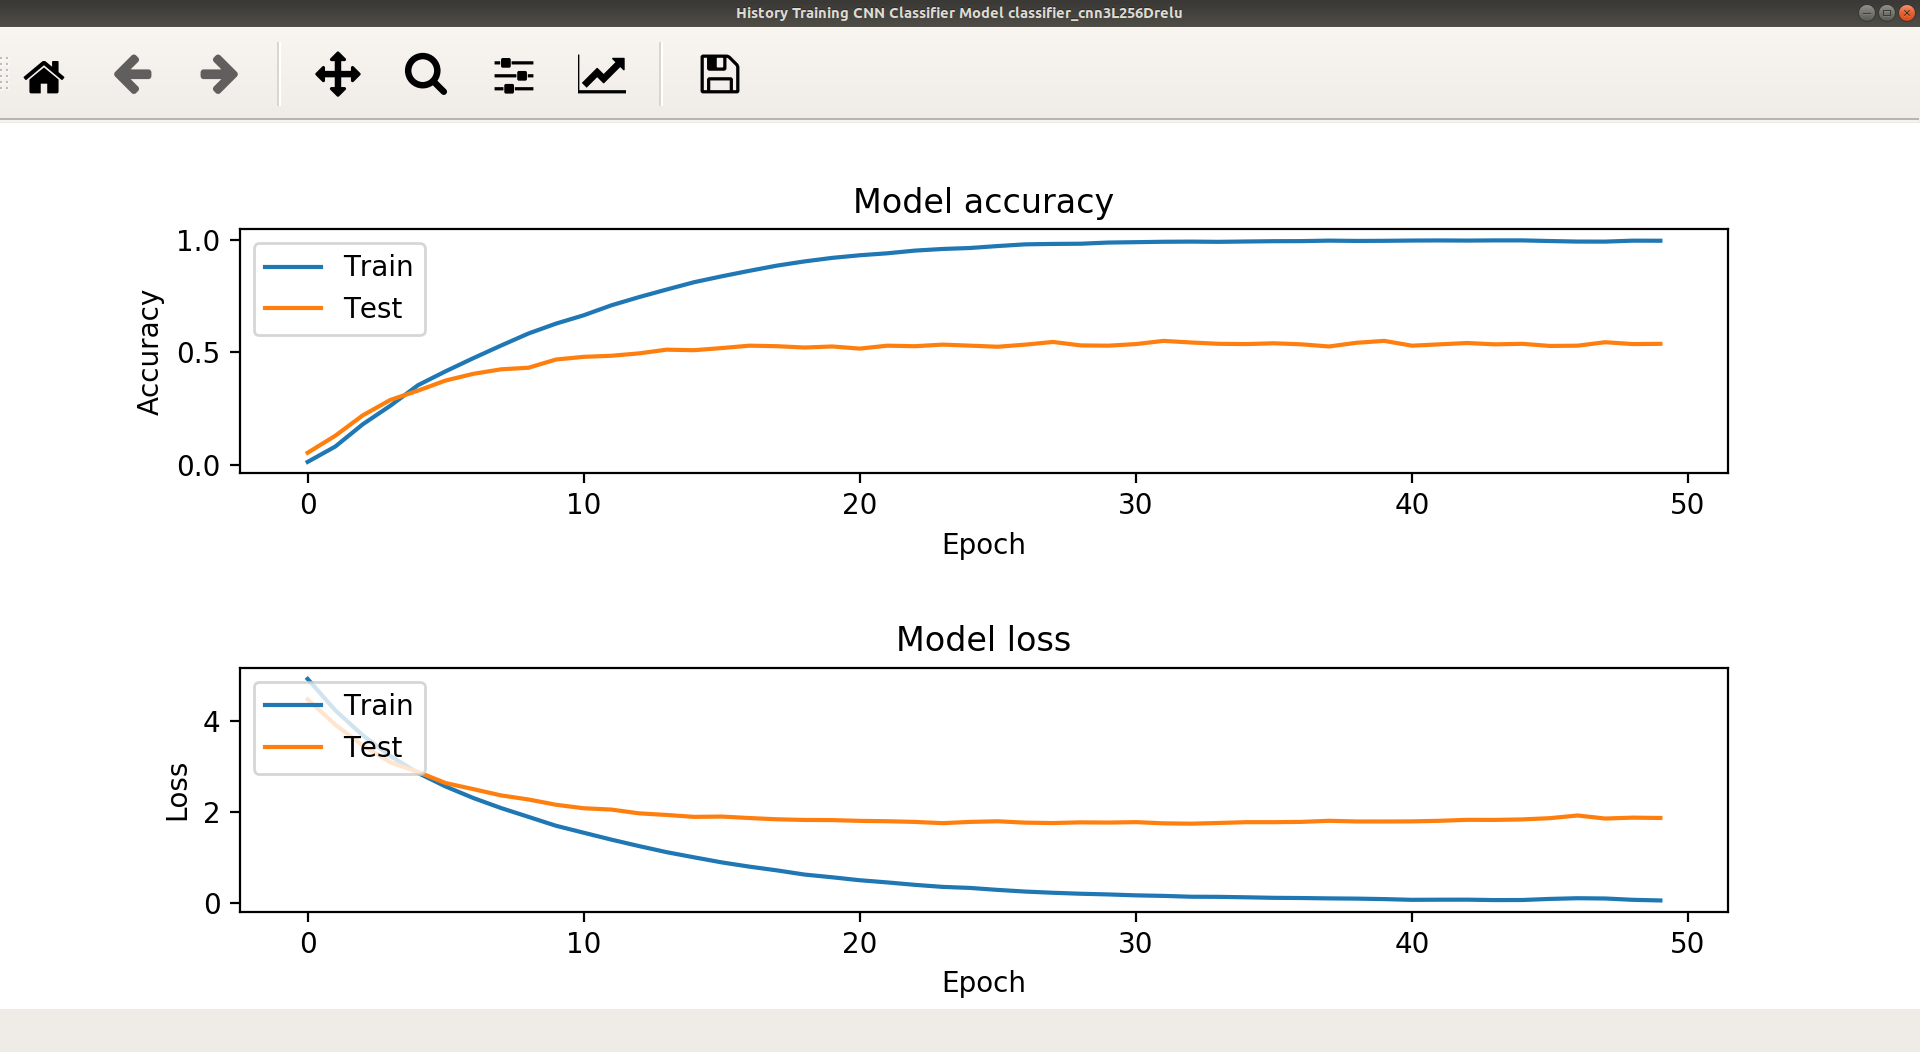 History Training CNN Classifier Model classifier_cnn3L256Drelu
Model accuracy
Train
Test
Accuracy
1.0
0.5
0.0
0 10 20 30 40 50
Epoch
Model loss
Train
Test
Loss
4
2
0
0 10 20 30 40 50
Epoch